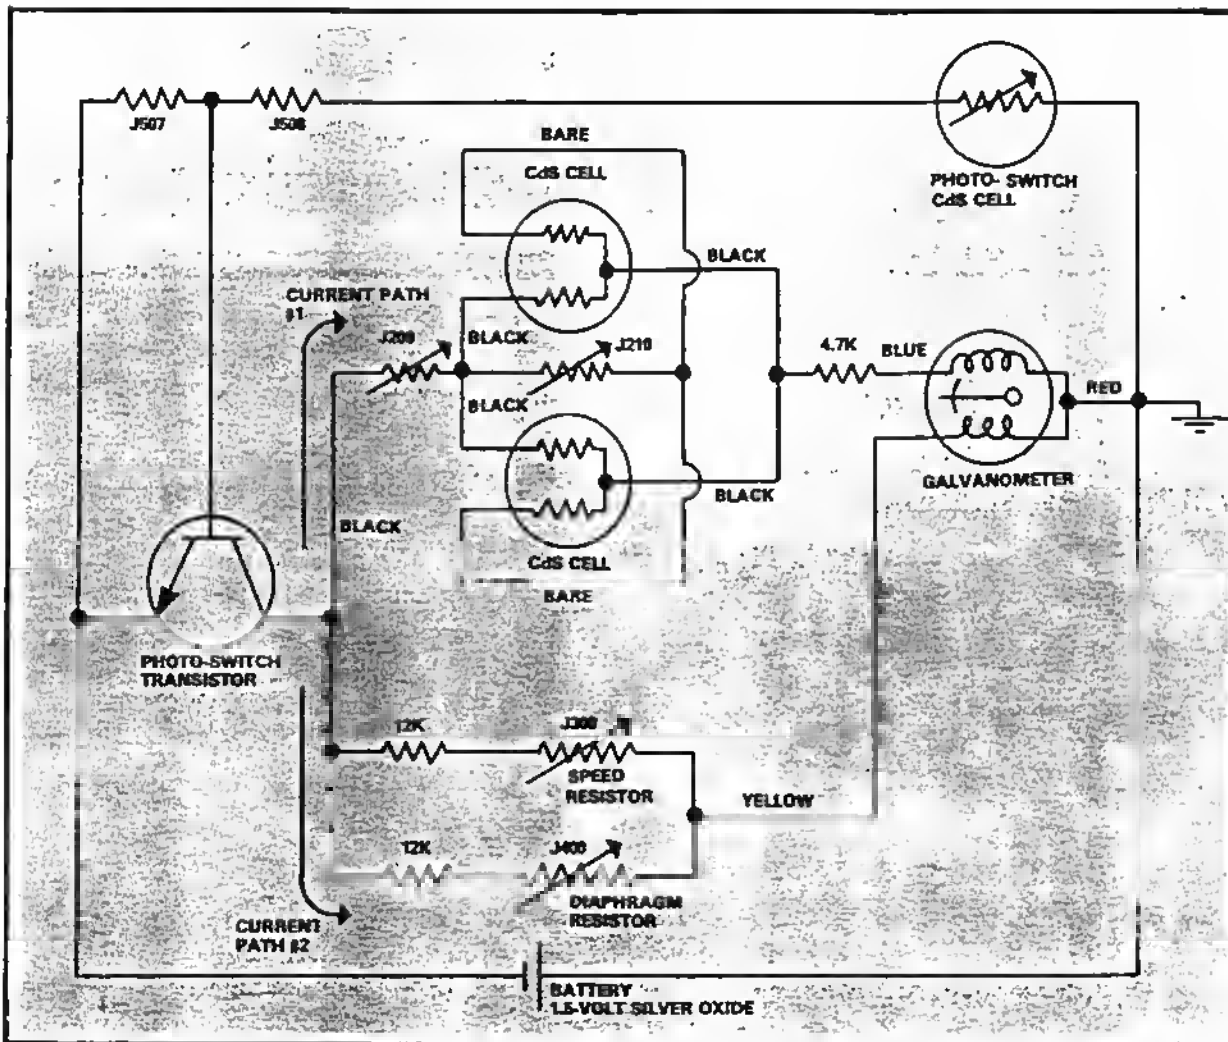 J507
J508
BARE
CdS CELL
PHOTO- SWITCH
CdS CELL
BLACK
CURRENT PATH
#1
J209
BLACK
J210
4.7K
BLUE
RED
BLACK
GALVANOMETER
BLACK
BLACK
CdS CELL
BARE
PHOTO-SWITCH
TRANSISTOR
12K
J300
SPEED
RESISTOR
YELLOW
12K
J400
DIAPHRAGM
RESISTOR
CURRENT
PATH #2
BATTERY
1.5-VOLT SILVER OXIDE